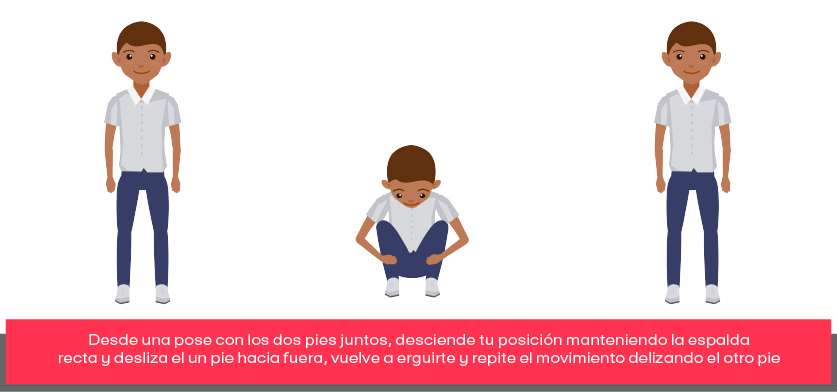 Desde una pose con los dos pies juntos, desciende tu posición manteniendo la espalda
recta y desliza el un pie hacia fuera, vuelve a erguirte y repite el movimiento delizando el otro pie